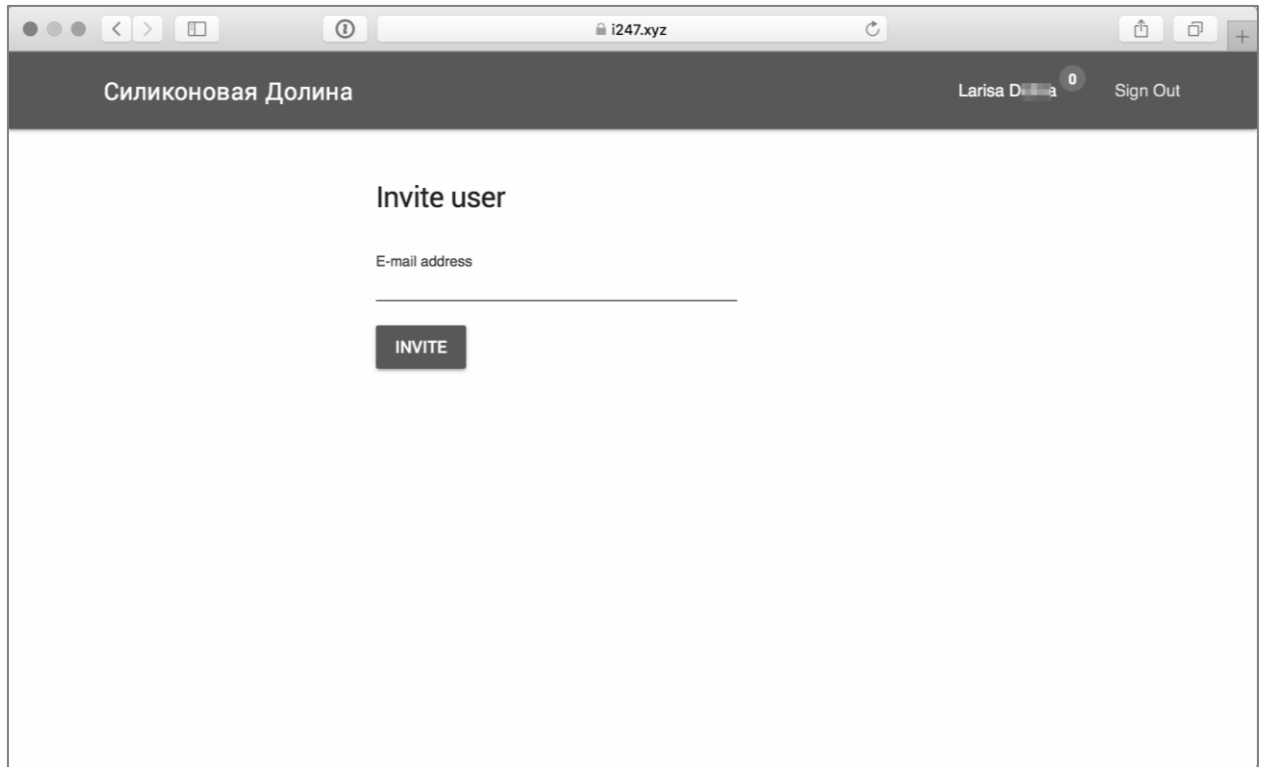 i247.xyz
Силиконовая Долина
Larisa 0 Sign Out
Invite user
E-mail address
INVITE